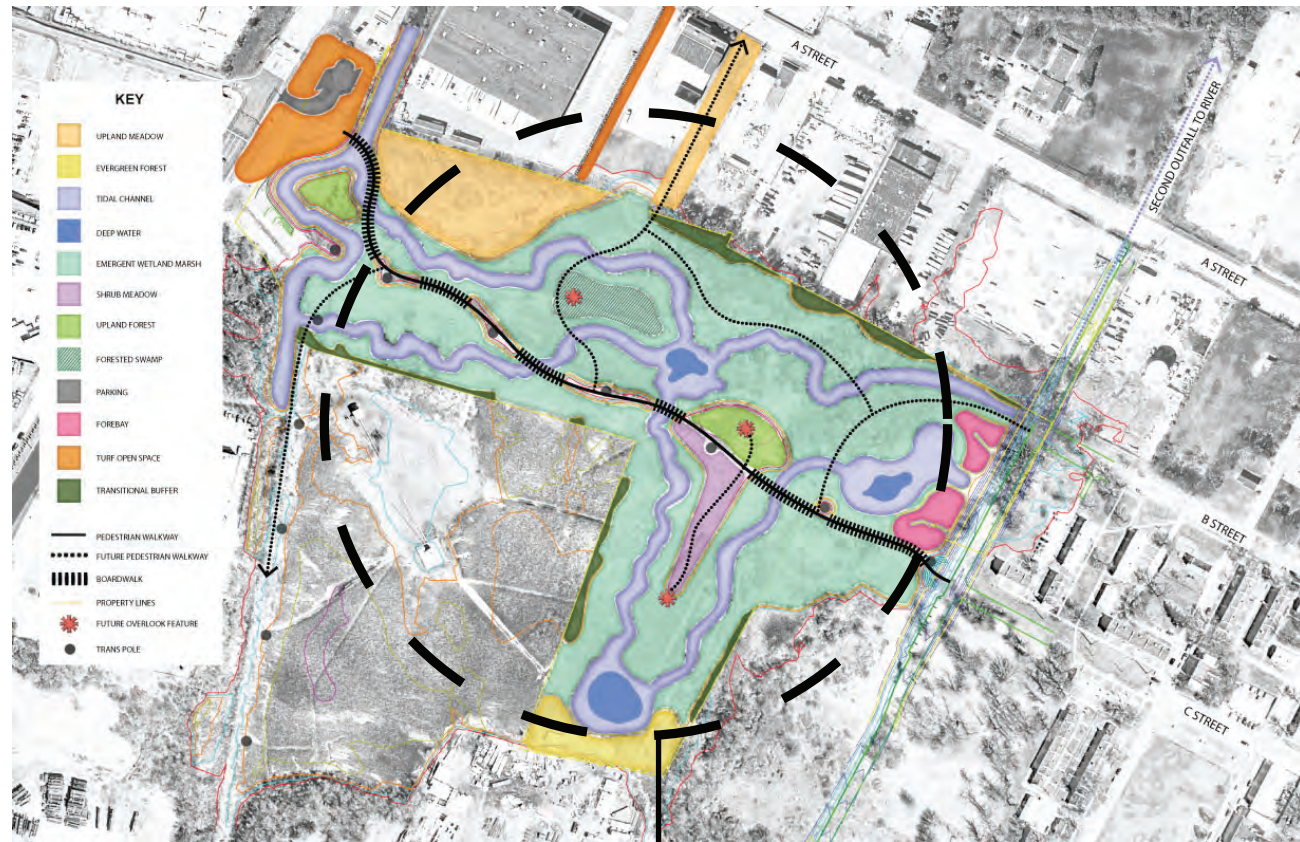 KEY
UPLAND MEADOW
EVERGREEN FOREST
TIDAL CHANNEL
DEEP WATER
EMERGENT WETLAND MARSH
SHRUB MEADOW
UPLAND FOREST
FORESTED SWAMP
PARKING
FOREBAY
TURF OPEN SPACE
TRANSITIONAL BUFFER
PEDESTRIAN WALKWAY
FUTURE PEDESTRIAN WALKWAY
BOARDWALK
PROPERTY LINES
FUTURE OVERLOOK FEATURE
TRANS POLE
A STREET
SECOND OUTFALL TO RIVER
A STREET
B STREET
C STREET